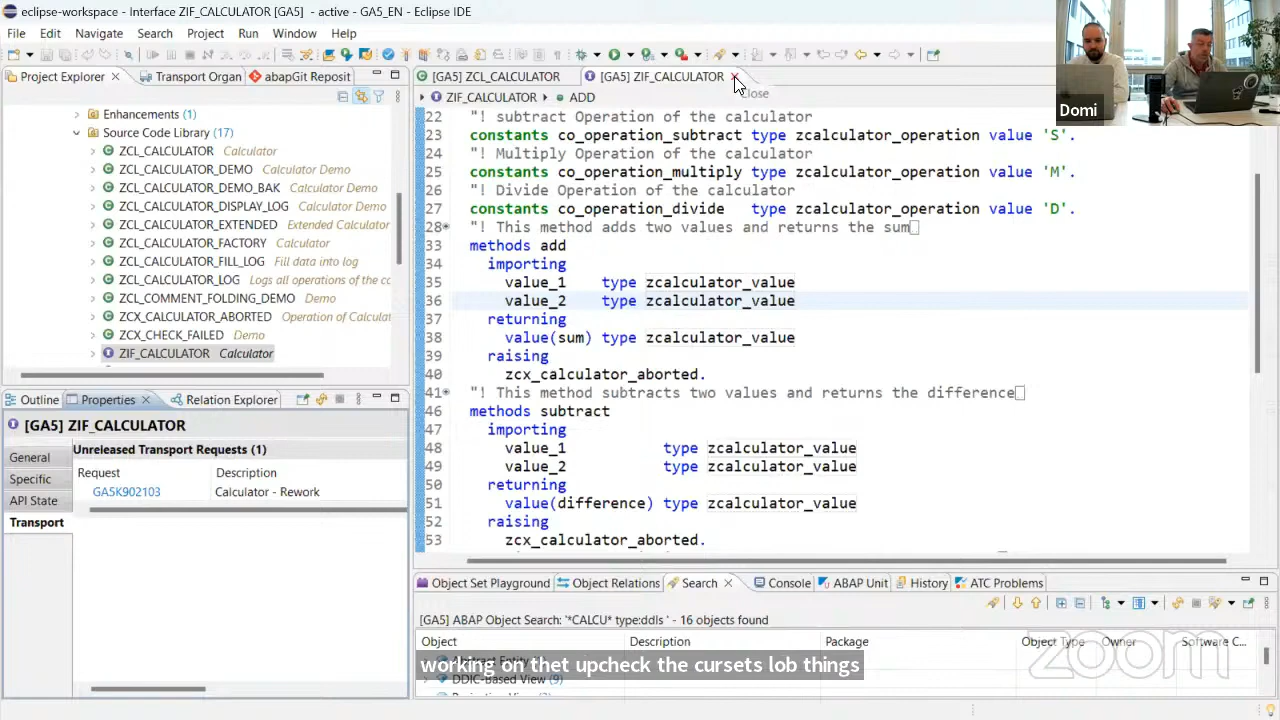 eclipse-workspace - Interface ZIF_CALCULATOR [GA5] - active - GA5_EN - Eclipse IDE
File Edit Navigate Search Project Run Window Help
Project Explorer Transport Organ abapGit Reposit
Enhancements (1)
Source Code Library (17)
ZCL_CALCULATOR Calculator
ZCL_CALCULATOR_DEMO Calculator Demo
ZCL_CALCULATOR_DEMO_BAK Calculator Demo
ZCL_CALCULATOR_DISPLAY_LOG Calculator Demo
ZCL_CALCULATOR_EXTENDED Extended Calculator
ZCL_CALCULATOR_FACTORY Calculator Factory
ZCL_CALCULATOR_FILL_LOG Fill data into log
ZCL_CALCULATOR_LOG Logs all operations of the cc
ZCL_COMMENT_FOLDING_DEMO Demo
ZCX_CALCULATOR_ABORTED Operation of Calculat
ZCX_CHECK_FAILED Demo
ZIF_CALCULATOR Calculator
Outline Properties Relation Explorer
[GA5] ZIF_CALCULATOR
General
Specific
API State
Transport
Unreleased Transport Requests (1)
Request Description
GA5K902103 Calculator - Rework
[GA5] ZCL_CALCULATOR [GA5] ZIF_CALCULATOR
Close
ZIF_CALCULATOR ADD
22 "! subtract Operation of the calculator
23 constants co_operation_subtract type zcalculator_operation value 'S'.
24 "! Multiply Operation of the calculator
25 constants co_operation_multiply type zcalculator_operation value 'M'.
26 "! Divide Operation of the calculator
27 constants co_operation_divide type zcalculator_operation value 'D'.
28 "! This method adds two values and returns the sum
33 methods add
34 importing
35 value_1 type zcalculator_value
36 value_2 type zcalculator_value
37 returning
38 value(sum) type zcalculator_value
39 raising
40 zcx_calculator_aborted.
41 "! This method subtracts two values and returns the difference
46 methods subtract
47 importing
48 value_1 type zcalculator_value
49 value_2 type zcalculator_value
50 returning
51 value(difference) type zcalculator_value
52 raising
53 zcx_calculator_aborted.
Object Set Playground Object Relations Search Console ABAP Unit History ATC Problems
[GA5] ABAP Object Search: '*CALCU* type:ddls ' - 16 objects found
Object Description Package Object Type Owner Software C...
DDIC-Based View (9)
working on thet upcheck the cursets lob things
Domi
zoom